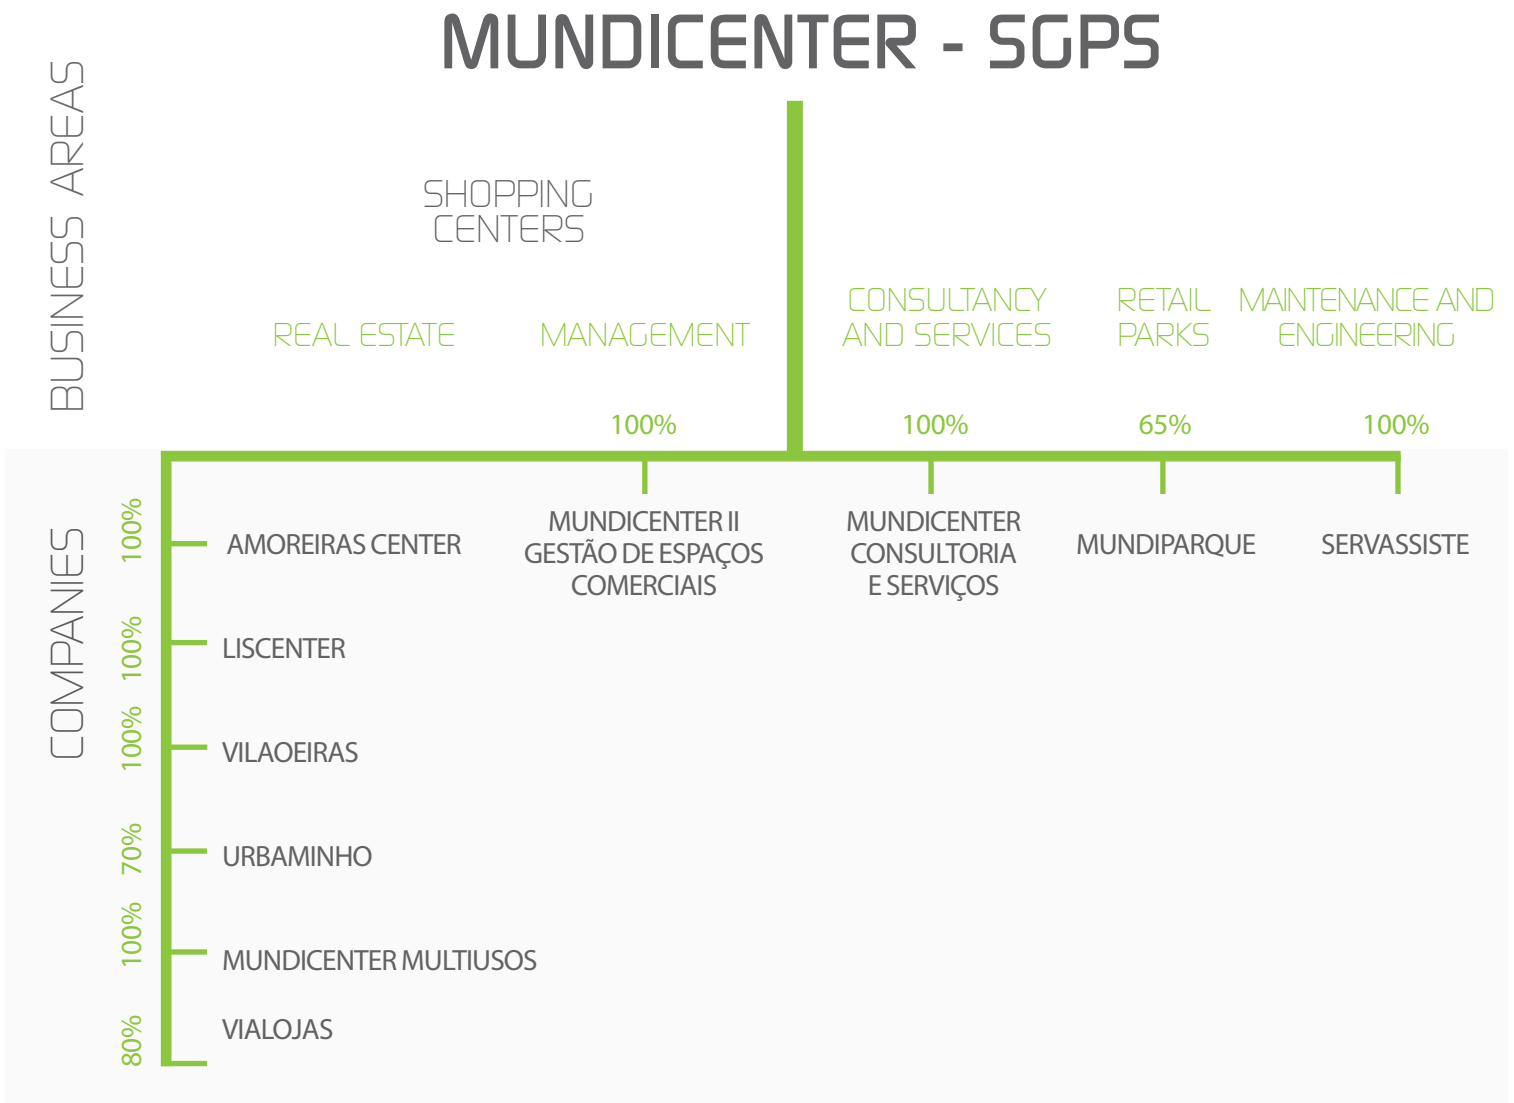 MUNDICENTER - SGPS
BUSINESS AREAS
SHOPPING
CENTERS
REAL ESTATE
MANAGEMENT
CONSULTANCY
AND SERVICES
RETAIL
PARKS
MAINTENANCE AND
ENGINEERING
100%
100%
65%
100%
COMPANIES
100%
AMOREIRAS CENTER
MUNDICENTER II
GESTÃO DE ESPAÇOS
COMERCIAIS
MUNDICENTER
CONSULTORIA
E SERVIÇOS
MUNDIPARQUE
SERVASSISTE
100%
LISCENTER
100%
VILAOEIRAS
70%
URBAMINHO
100%
MUNDICENTER MULTIUSOS
80%
VIALOJAS